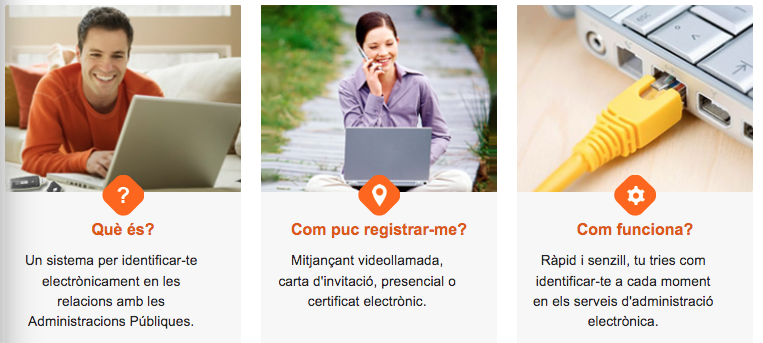 ?
Què és?
Un sistema per identificar-te
electrònicament en les
relacions amb les
Administracions Públiques.
Com puc registrar-me?
Mitjançant videollamada,
carta d'invitació, presencial o
certificat electrònic.
Com funciona?
Ràpid i senzill, tu tries com
identificar-te a cada moment
en els serveis d'administració
electrònica.